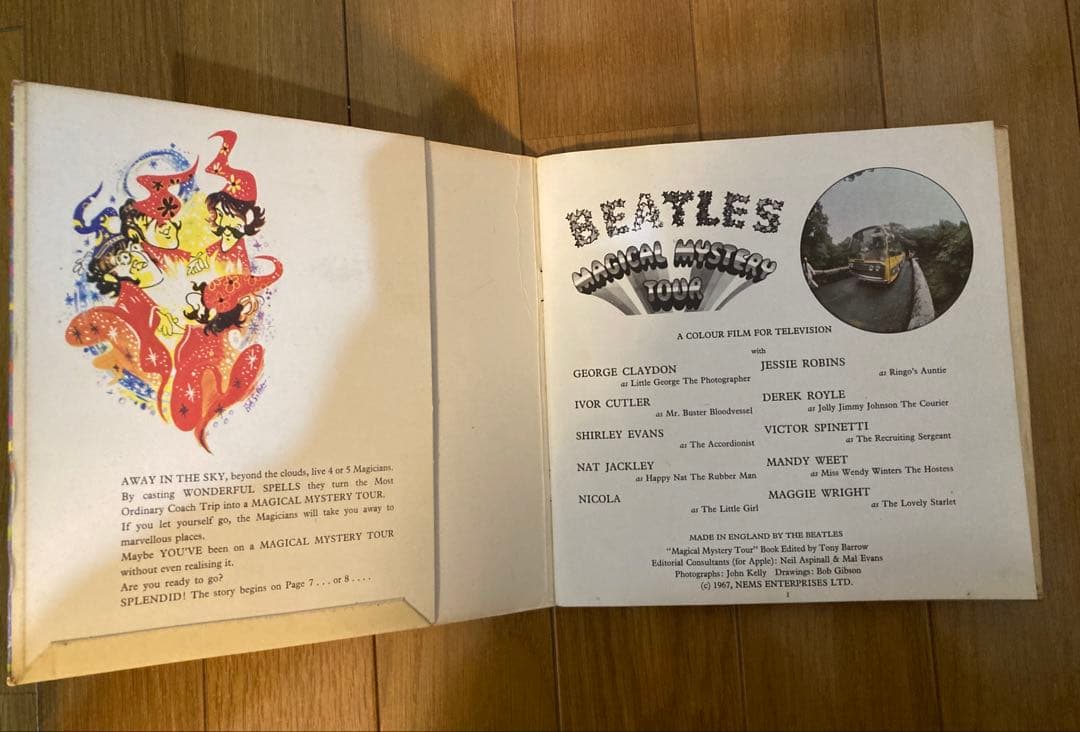 AWAY IN THE SKY, beyond the clouds, live 4 or 5 Magicians.
By casting WONDERFUL SPELLS they turn the Most
Ordinary Coach Trip into a MAGICAL MYSTERY TOUR.
If you let yourself go, the Magicians will take you away to
marvellous places.
Maybe YOU'VE been on a MAGICAL MYSTERY TOUR
without even realising it.
Are you ready to go?
SPLENDID! The story begins on Page 7 . . . or 8 . . . .
BEATLES
MAGICAL MYSTERY
TOUR
A COLOUR FILM FOR TELEVISION
with
GEORGE CLAYDON
as Little George The Photographer
JESSIE ROBINS
as Ringo's Auntie
IVOR CUTLER
as Mr. Buster Bloodvessel
DEREK ROYLE
as Jolly Jimmy Johnson The Courier
SHIRLEY EVANS
as The Accordionist
VICTOR SPINETTI
as The Recruiting Sergeant
NAT JACKLEY
as Happy Nat The Rubber Man
MANDY WEET
as Miss Wendy Winters The Hostess
NICOLA
as The Little Girl
MAGGIE WRIGHT
as The Lovely Starlet
MADE IN ENGLAND BY THE BEATLES
"Magical Mystery Tour" Book Edited by Tony Barrow
Editorial Consultants (for Apple): Neil Aspinall & Mal Evans
Photographs: John Kelly Drawings: Bob Gibson
(c) 1967, NEMS ENTERPRISES LTD.
1